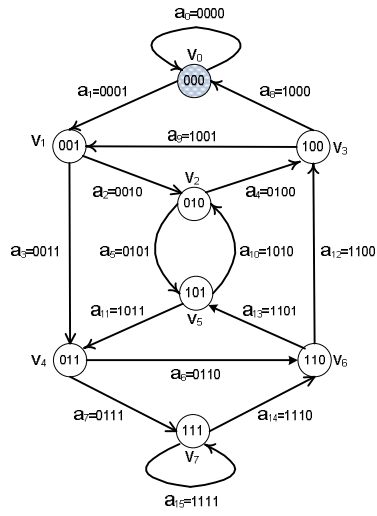 a₀=0000
v₀
000
a₁=0001
a₈=1000
v₁
001
a₉=1001
100
v₃
a₂=0010
v₂
a₄=0100
010
a₃=0011
a₅=0101
a₁₀=1010
a₁₂=1100
101
a₁₁=1011
v₅
a₁₃=1101
v₄
011
a₆=0110
110
v₆
a₇=0111
a₁₄=1110
111
v₇
a₁₅=1111